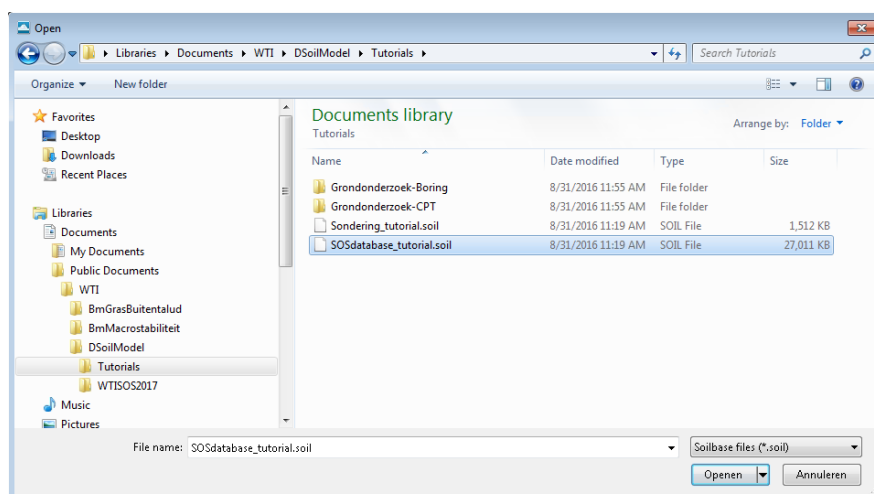 Open
Libraries ▸ Documents ▸ WTI ▸ DSoilModel ▸ Tutorials ▸
Search Tutorials
Organize
New folder
Favorites
Desktop
Downloads
Recent Places
Libraries
Documents
My Documents
Public Documents
WTI
BmGrasBuitentalud
BmMacrostabiliteit
DSoilModel
Tutorials
WTISOS2017
Music
Pictures
Documents library
Tutorials
Arrange by: Folder
Name Date modified Type Size
Grondonderzoek-Boring 8/31/2016 11:55 AM File folder
Grondonderzoek-CPT 8/31/2016 11:55 AM File folder
Sondering_tutorial.soil 8/31/2016 11:19 AM SOIL File 1,512 KB
SOSdatabase_tutorial.soil 8/31/2016 11:19 AM SOIL File 27,011 KB
File name: SOSdatabase_tutorial.soil
Soilbase files (*.soil)
Openen
Annuleren